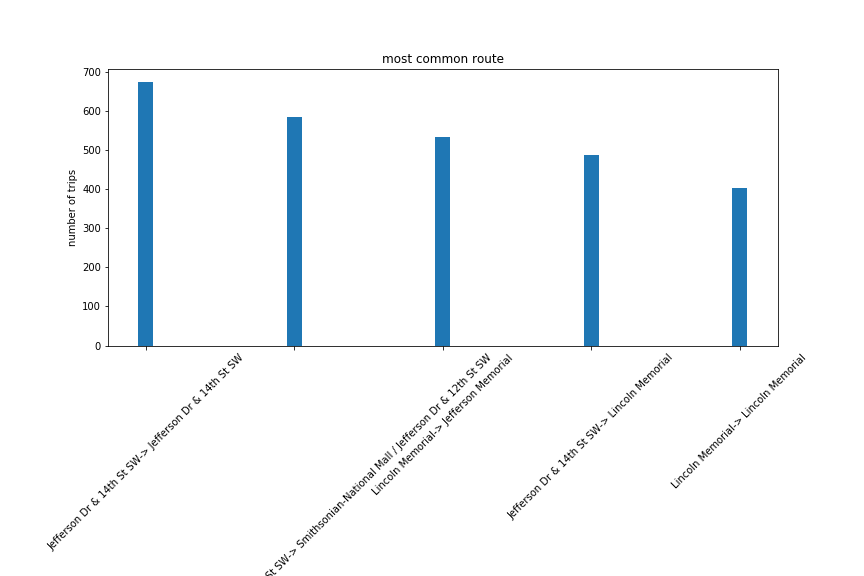 most common route
number of trips
700
600
500
400
300
200
100
0
Jefferson Dr & 14th St SW-> Jefferson Dr & 14th St SW
St SW-> Smithsonian-National Mall / Jefferson Dr & 12th St SW
Lincoln Memorial-> Jefferson Memorial
Jefferson Dr & 14th St SW-> Lincoln Memorial
Lincoln Memorial-> Lincoln Memorial